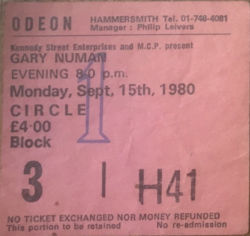 ODEON
HAMMERSMITH Tel. 01-748-4081
Manager: Philip Leivers
Kennedy Street Enterprises and M.C.P. present
GARY NUMAN
EVENING 8-0 p.m.
Monday, Sept. 15th, 1980
CIRCLE
£4-00
Block
1
3 H41
NO TICKET EXCHANGED NOR MONEY REFUNDED
This portion to be retained No re-admission